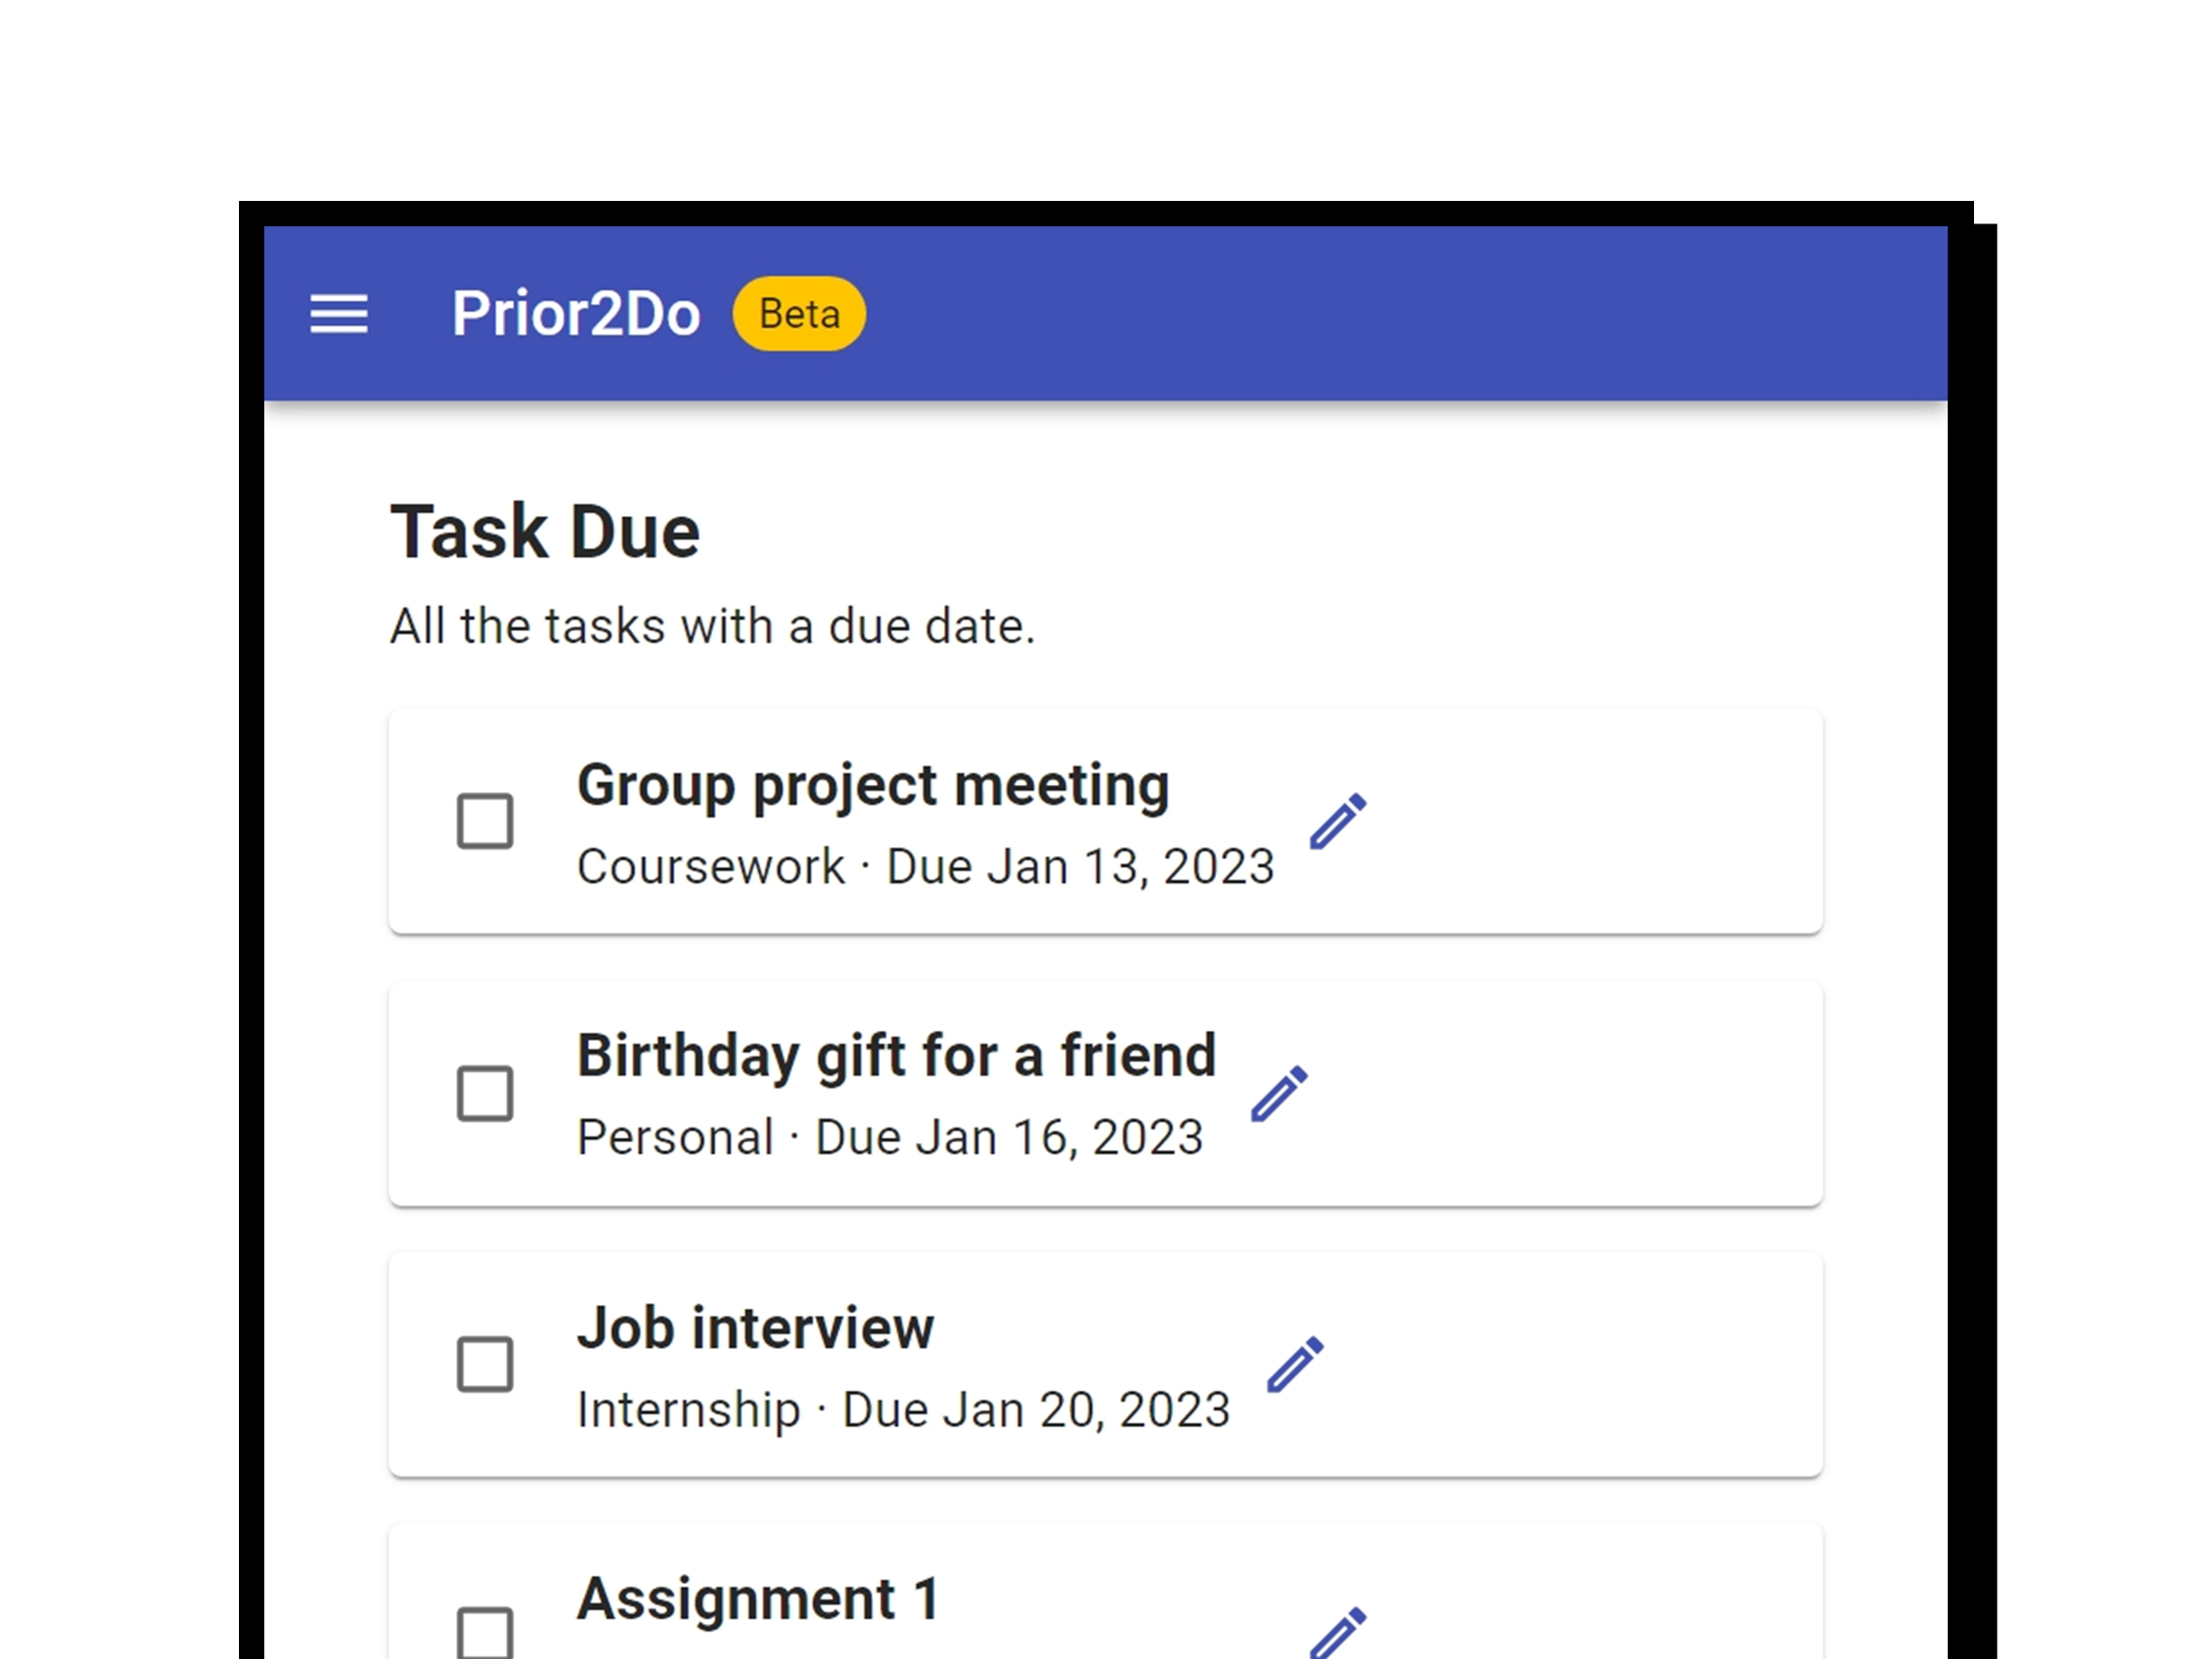 Prior2Do Beta
Task Due
All the tasks with a due date.
Group project meeting
Coursework · Due Jan 13, 2023
Birthday gift for a friend
Personal · Due Jan 16, 2023
Job interview
Internship · Due Jan 20, 2023
Assignment 1